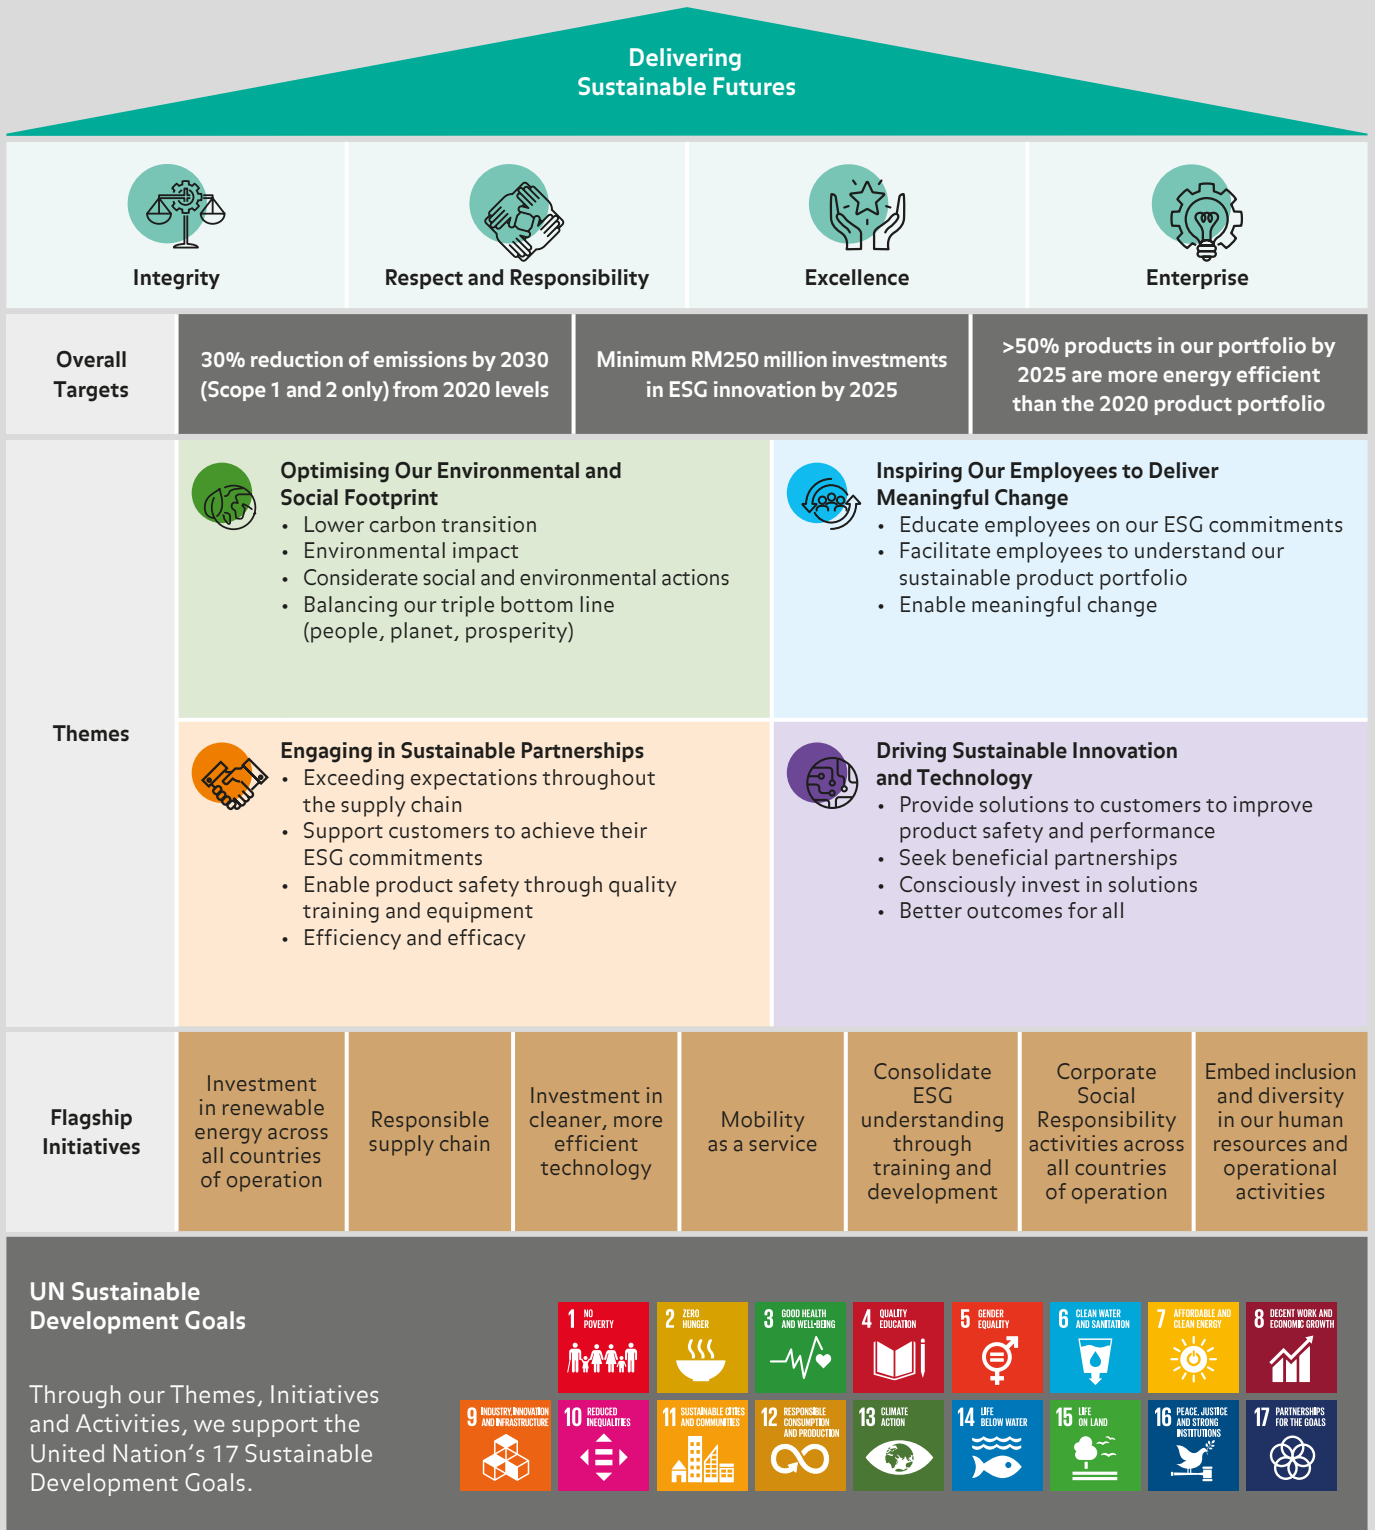 Delivering
Sustainable Futures
Integrity
Respect and Responsibility
Excellence
Enterprise
Overall
Targets
30% reduction of emissions by 2030
(Scope 1 and 2 only) from 2020 levels
Minimum RM250 million investments
in ESG innovation by 2025
>50% products in our portfolio by
2025 are more energy efficient
than the 2020 product portfolio
Themes
Optimising Our Environmental and
Social Footprint
• Lower carbon transition
• Environmental impact
• Considerate social and environmental actions
• Balancing our triple bottom line
(people, planet, prosperity)
Inspiring Our Employees to Deliver
Meaningful Change
• Educate employees on our ESG commitments
• Facilitate employees to understand our
sustainable product portfolio
• Enable meaningful change
Engaging in Sustainable Partnerships
• Exceeding expectations throughout
the supply chain
• Support customers to achieve their
ESG commitments
• Enable product safety through quality
training and equipment
• Efficiency and efficacy
Driving Sustainable Innovation
and Technology
• Provide solutions to customers to improve
product safety and performance
• Seek beneficial partnerships
• Consciously invest in solutions
• Better outcomes for all
Flagship
Initiatives
Investment
in renewable
energy across
all countries
of operation
Responsible
supply chain
Investment in
cleaner, more
efficient
technology
Mobility
as a service
Consolidate
ESG
understanding
through
training and
development
Corporate
Social
Responsibility
activities across
all countries
of operation
Embed inclusion
and diversity
in our human
resources and
operational
activities
UN Sustainable
Development Goals
Through our Themes, Initiatives
and Activities, we support the
United Nation‘s 17 Sustainable
Development Goals.
1 NO
POVERTY
2 ZERO
HUNGER
3 GOOD HEALTH
AND WELL-BEING
4 QUALITY
EDUCATION
5 GENDER
EQUALITY
6 CLEAN WATER
AND SANITATION
7 AFFORDABLE AND
CLEAN ENERGY
8 DECENT WORK AND
ECONOMIC GROWTH
9 INDUSTRY, INNOVATION
AND INFRASTRUCTURE
10 REDUCED
INEQUALITIES
11 SUSTAINABLE CITIES
AND COMMUNITIES
12 RESPONSIBLE
CONSUMPTION
AND PRODUCTION
13 CLIMATE
ACTION
14 LIFE
BELOW WATER
15 LIFE
ON LAND
16 PEACE, JUSTICE
AND STRONG
INSTITUTIONS
17 PARTNERSHIPS
FOR THE GOALS